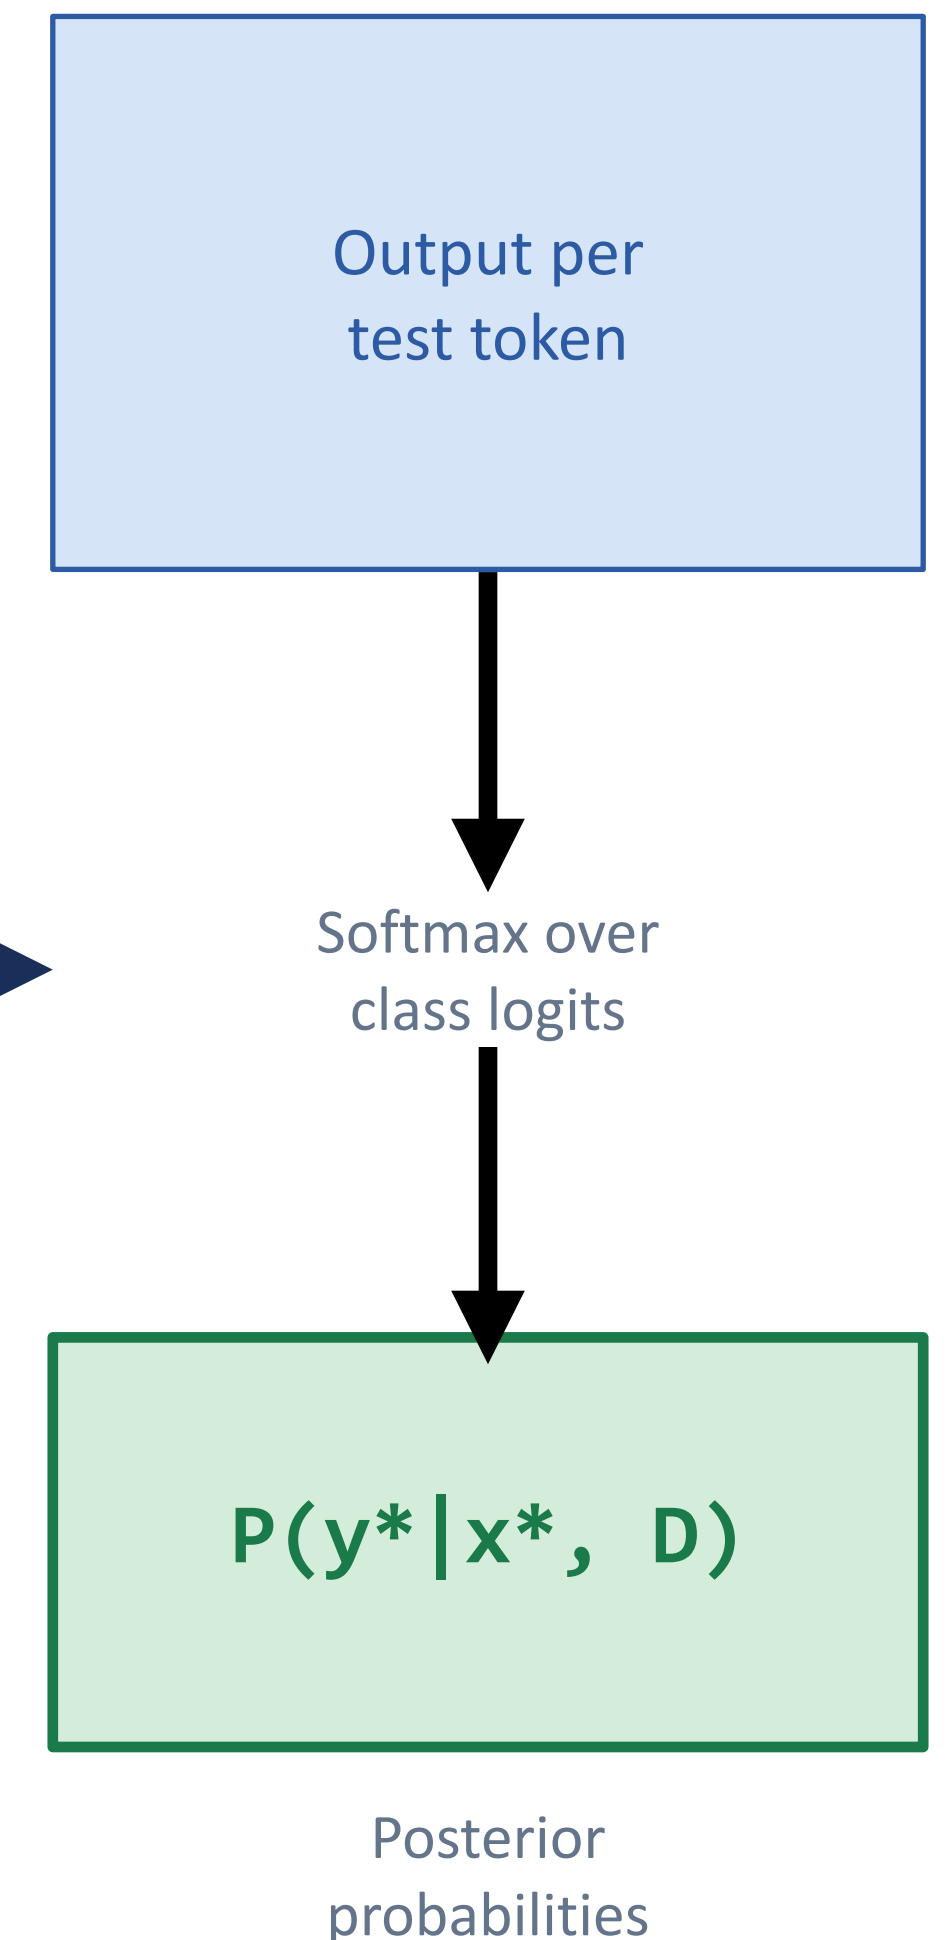 Output per
test token
Softmax over
class logits
P(y*|x*, D)
Posterior
probabilities